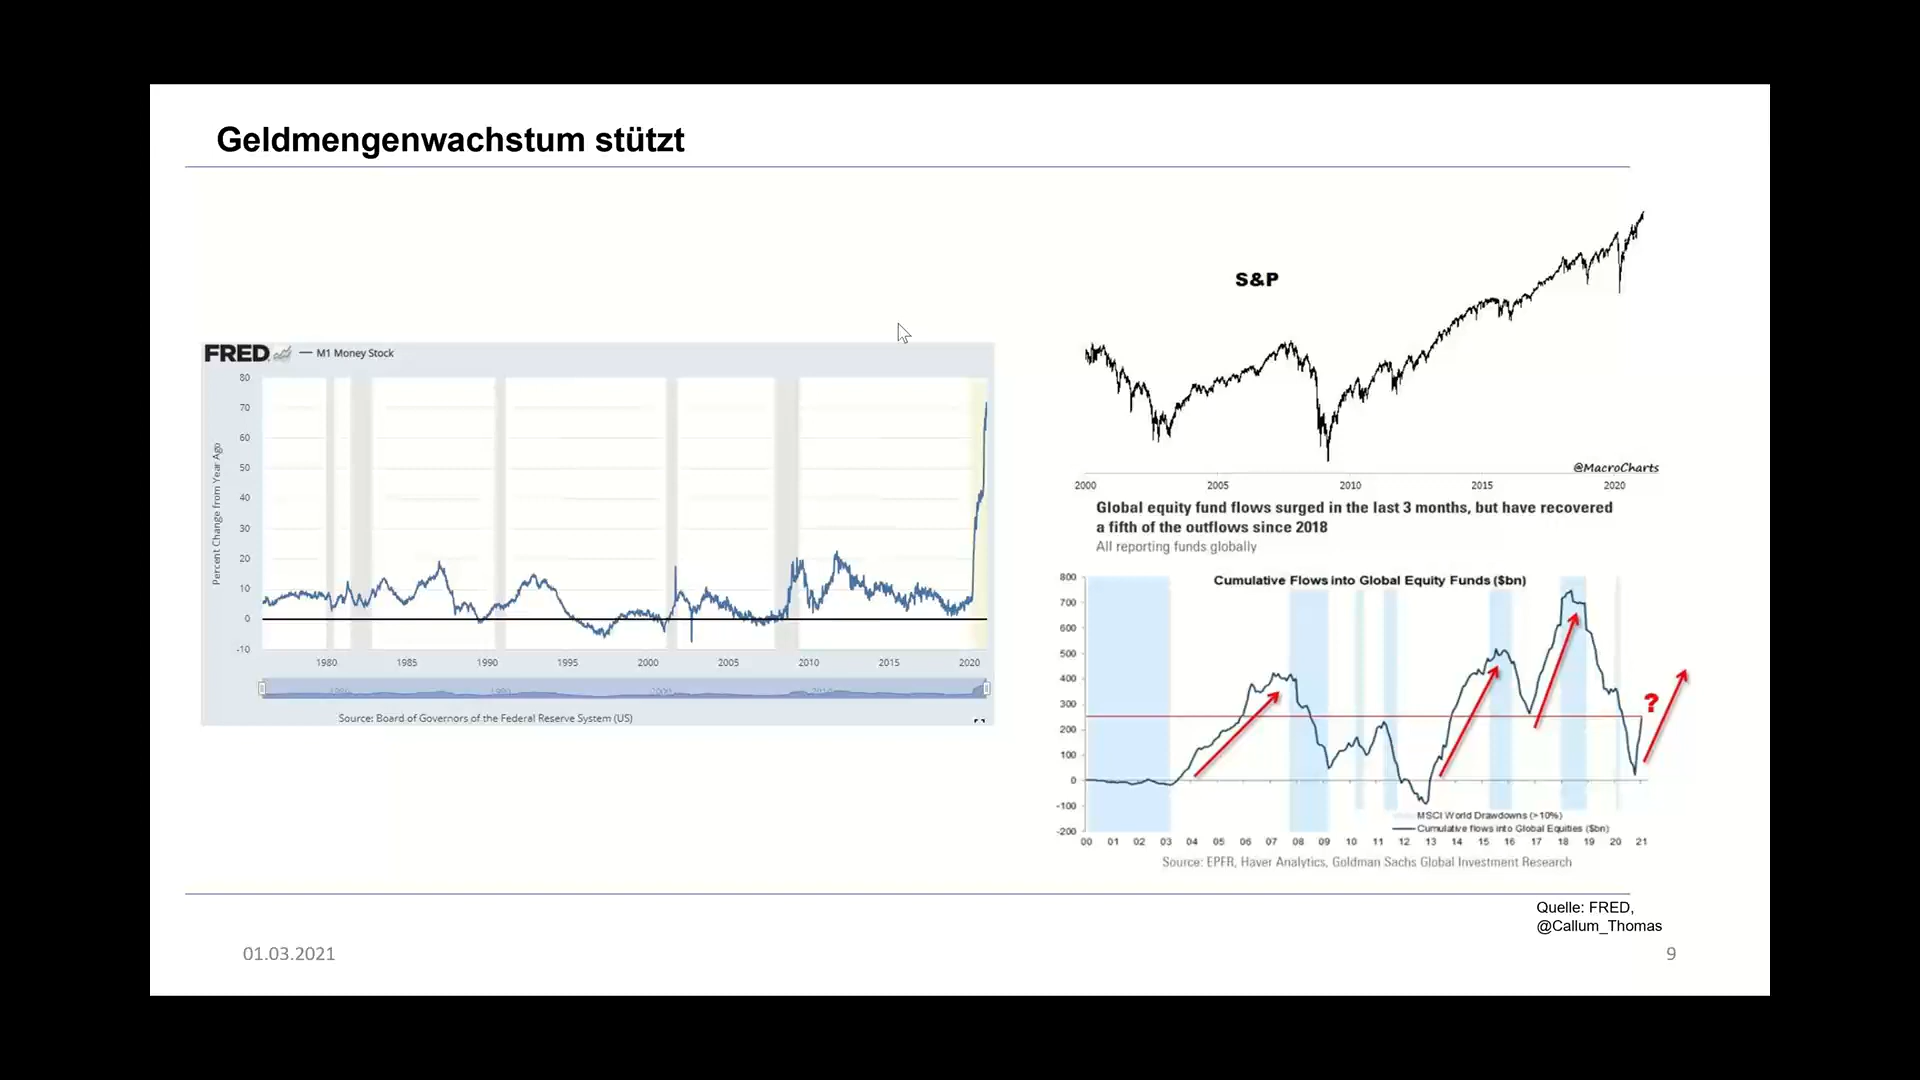 Geldmengenwachstum stützt
FRED — M1 Money Stock
Percent Change from Year Ago
80
70
60
50
40
30
20
10
0
-10
1980 1985 1990 1995 2000 2005 2010 2015 2020
1980 1990 2000 2010
Source: Board of Governors of the Federal Reserve System (US)
S&P
@MacroCharts
2000 2005 2010 2015 2020
Global equity fund flows surged in the last 3 months, but have recovered
a fifth of the outflows since 2018
All reporting funds globally
Cumulative Flows into Global Equity Funds ($bn)
800
700
600
500
400
300
200
100
0
-100
-200
?
MSCI World Drawdowns (>10%)
Cumulative flows into Global Equities ($bn)
00 01 02 03 04 05 06 07 08 09 10 11 12 13 14 15 16 17 18 19 20 21
Source: EPFR, Haver Analytics, Goldman Sachs Global Investment Research
Quelle: FRED,
@Callum_Thomas
01.03.2021
9